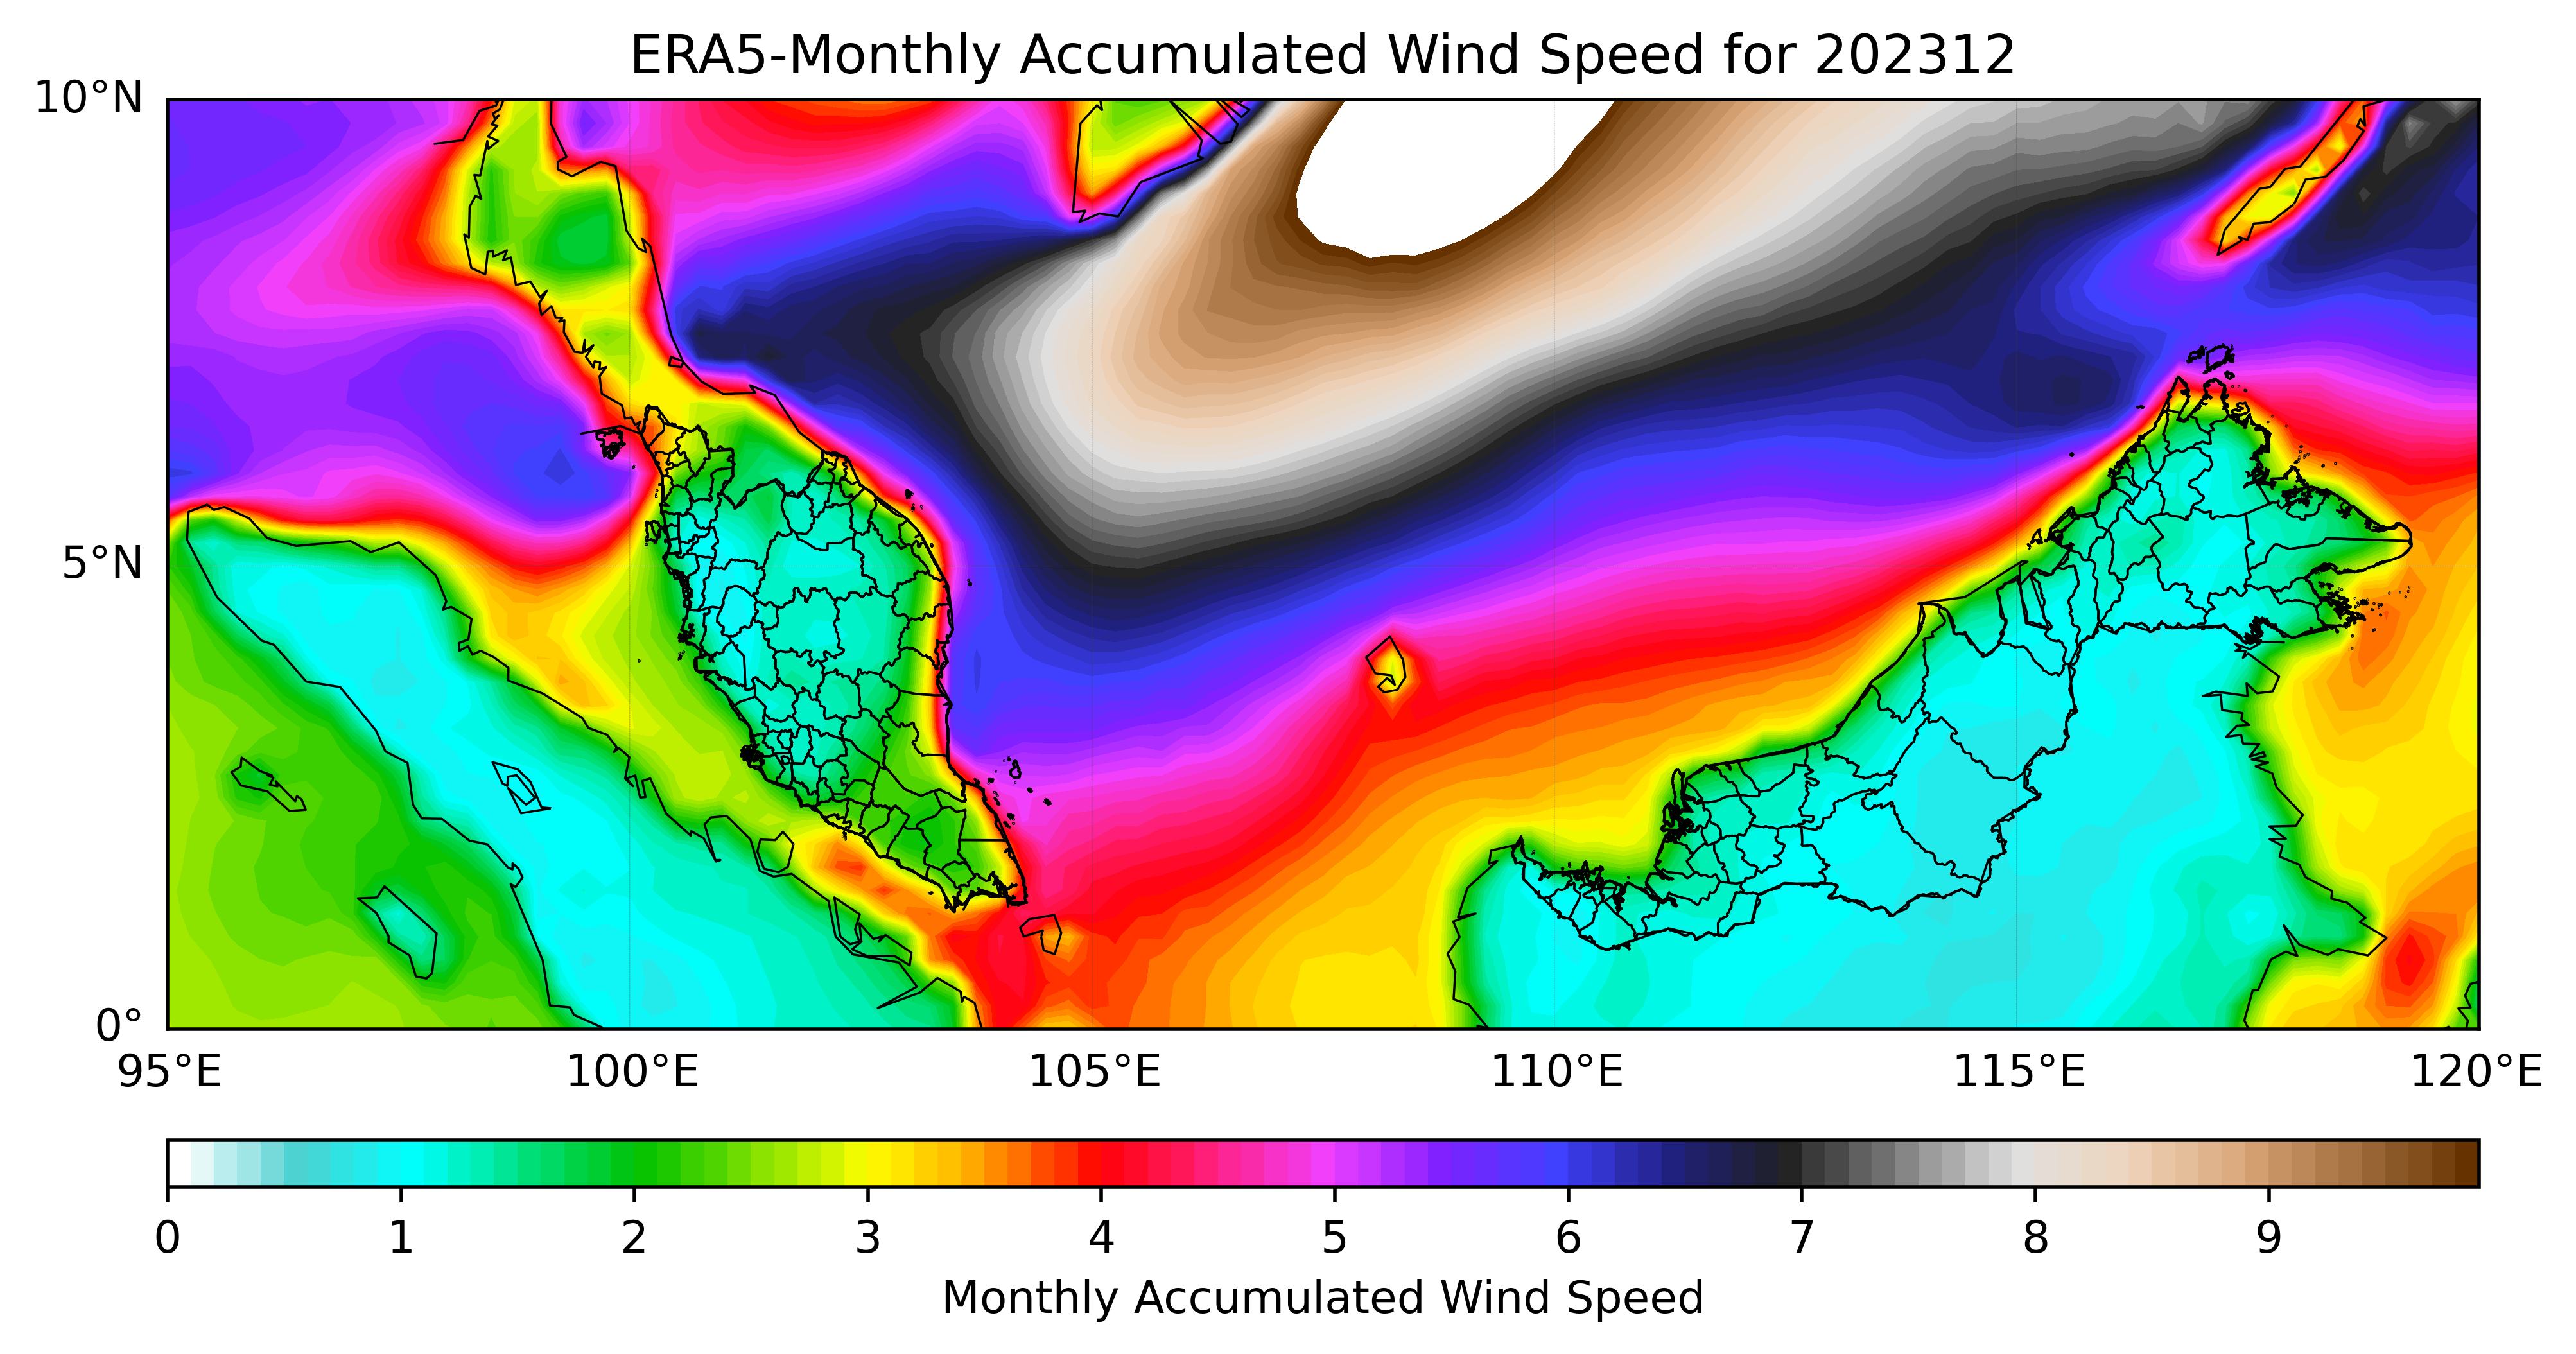 ERA5-Monthly Accumulated Wind Speed for 202312
10°N
5°N
0°
95°E 100°E 105°E 110°E 115°E 120°E
0 1 2 3 4 5 6 7 8 9
Monthly Accumulated Wind Speed